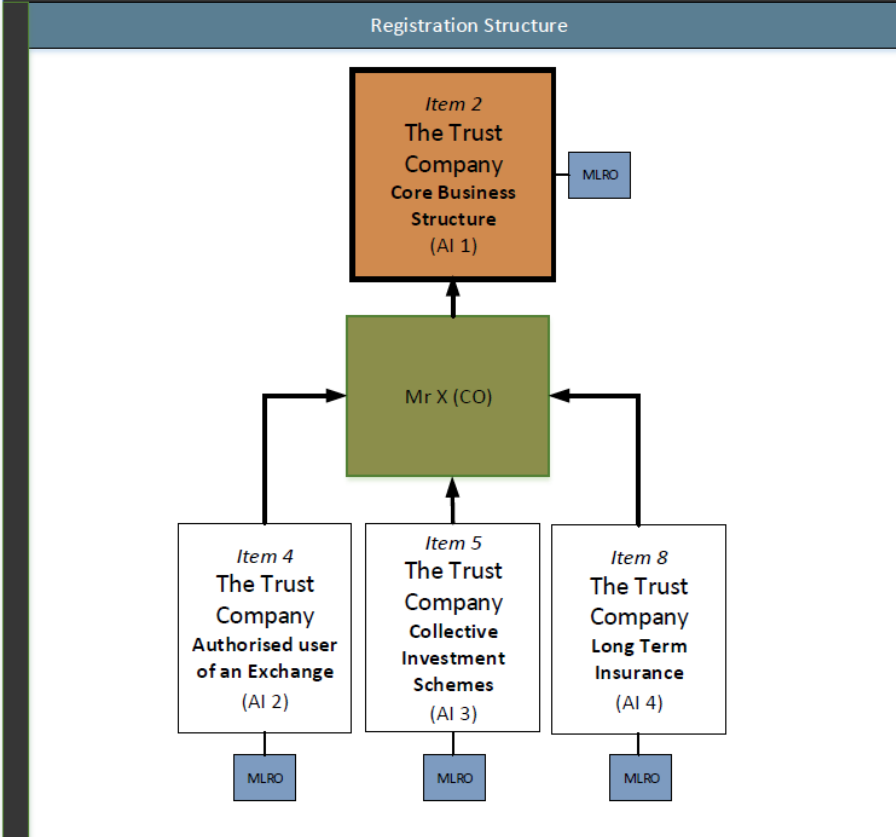 Registration Structure
Item 2
The Trust
Company
Core Business
Structure
(AI 1)
MLRO
Mr X (CO)
Item 4
The Trust
Company
Authorised user
of an Exchange
(AI 2)
Item 5
The Trust
Company
Collective
Investment
Schemes
(AI 3)
Item 8
The Trust
Company
Long Term
Insurance
(AI 4)
MLRO
MLRO
MLRO